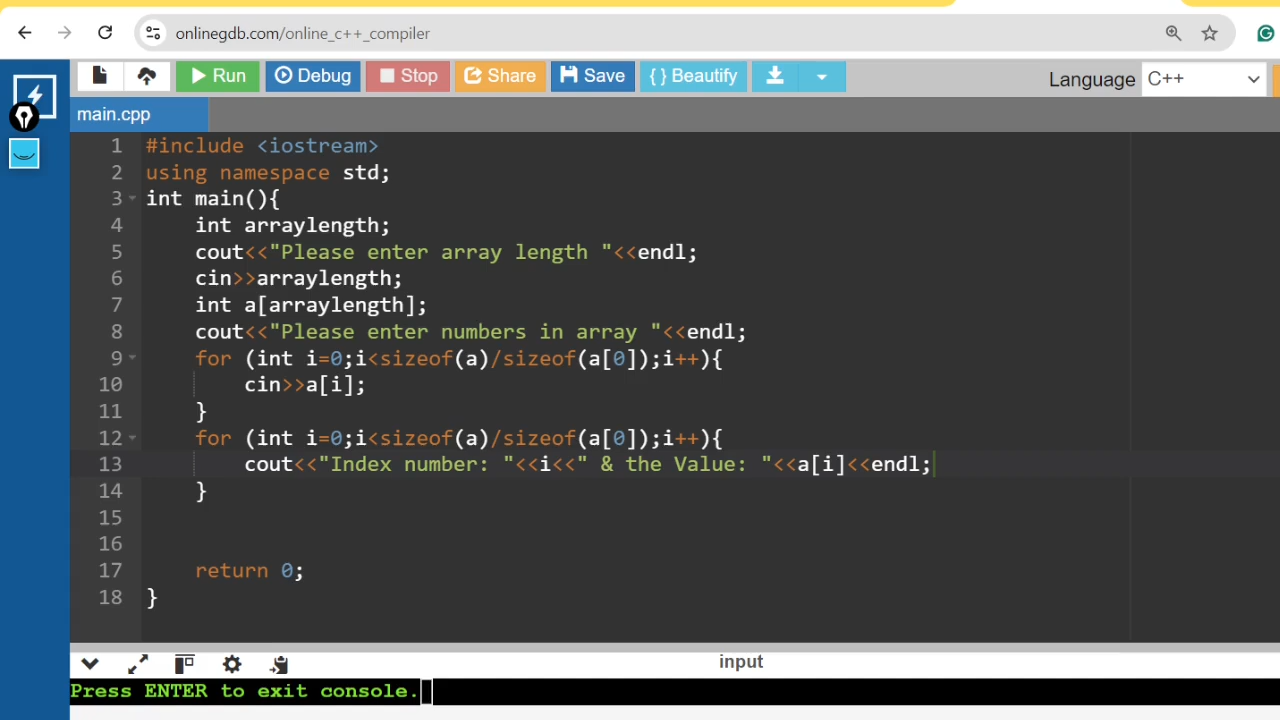 onlinegdb.com/online_c++_compiler
Run Debug Stop Share Save { } Beautify Language C++
main.cpp
1 #include <iostream>
2 using namespace std;
3 int main(){
4 int arraylength;
5 cout<<"Please enter array length "<<endl;
6 cin>>arraylength;
7 int a[arraylength];
8 cout<<"Please enter numbers in array "<<endl;
9 for (int i=0;i<sizeof(a)/sizeof(a[0]);i++){
10 cin>>a[i];
11 }
12 for (int i=0;i<sizeof(a)/sizeof(a[0]);i++){
13 cout<<"Index number: "<<i<<" & the Value: "<<a[i]<<endl;
14 }
15
16
17 return 0;
18 }
input
Press ENTER to exit console.